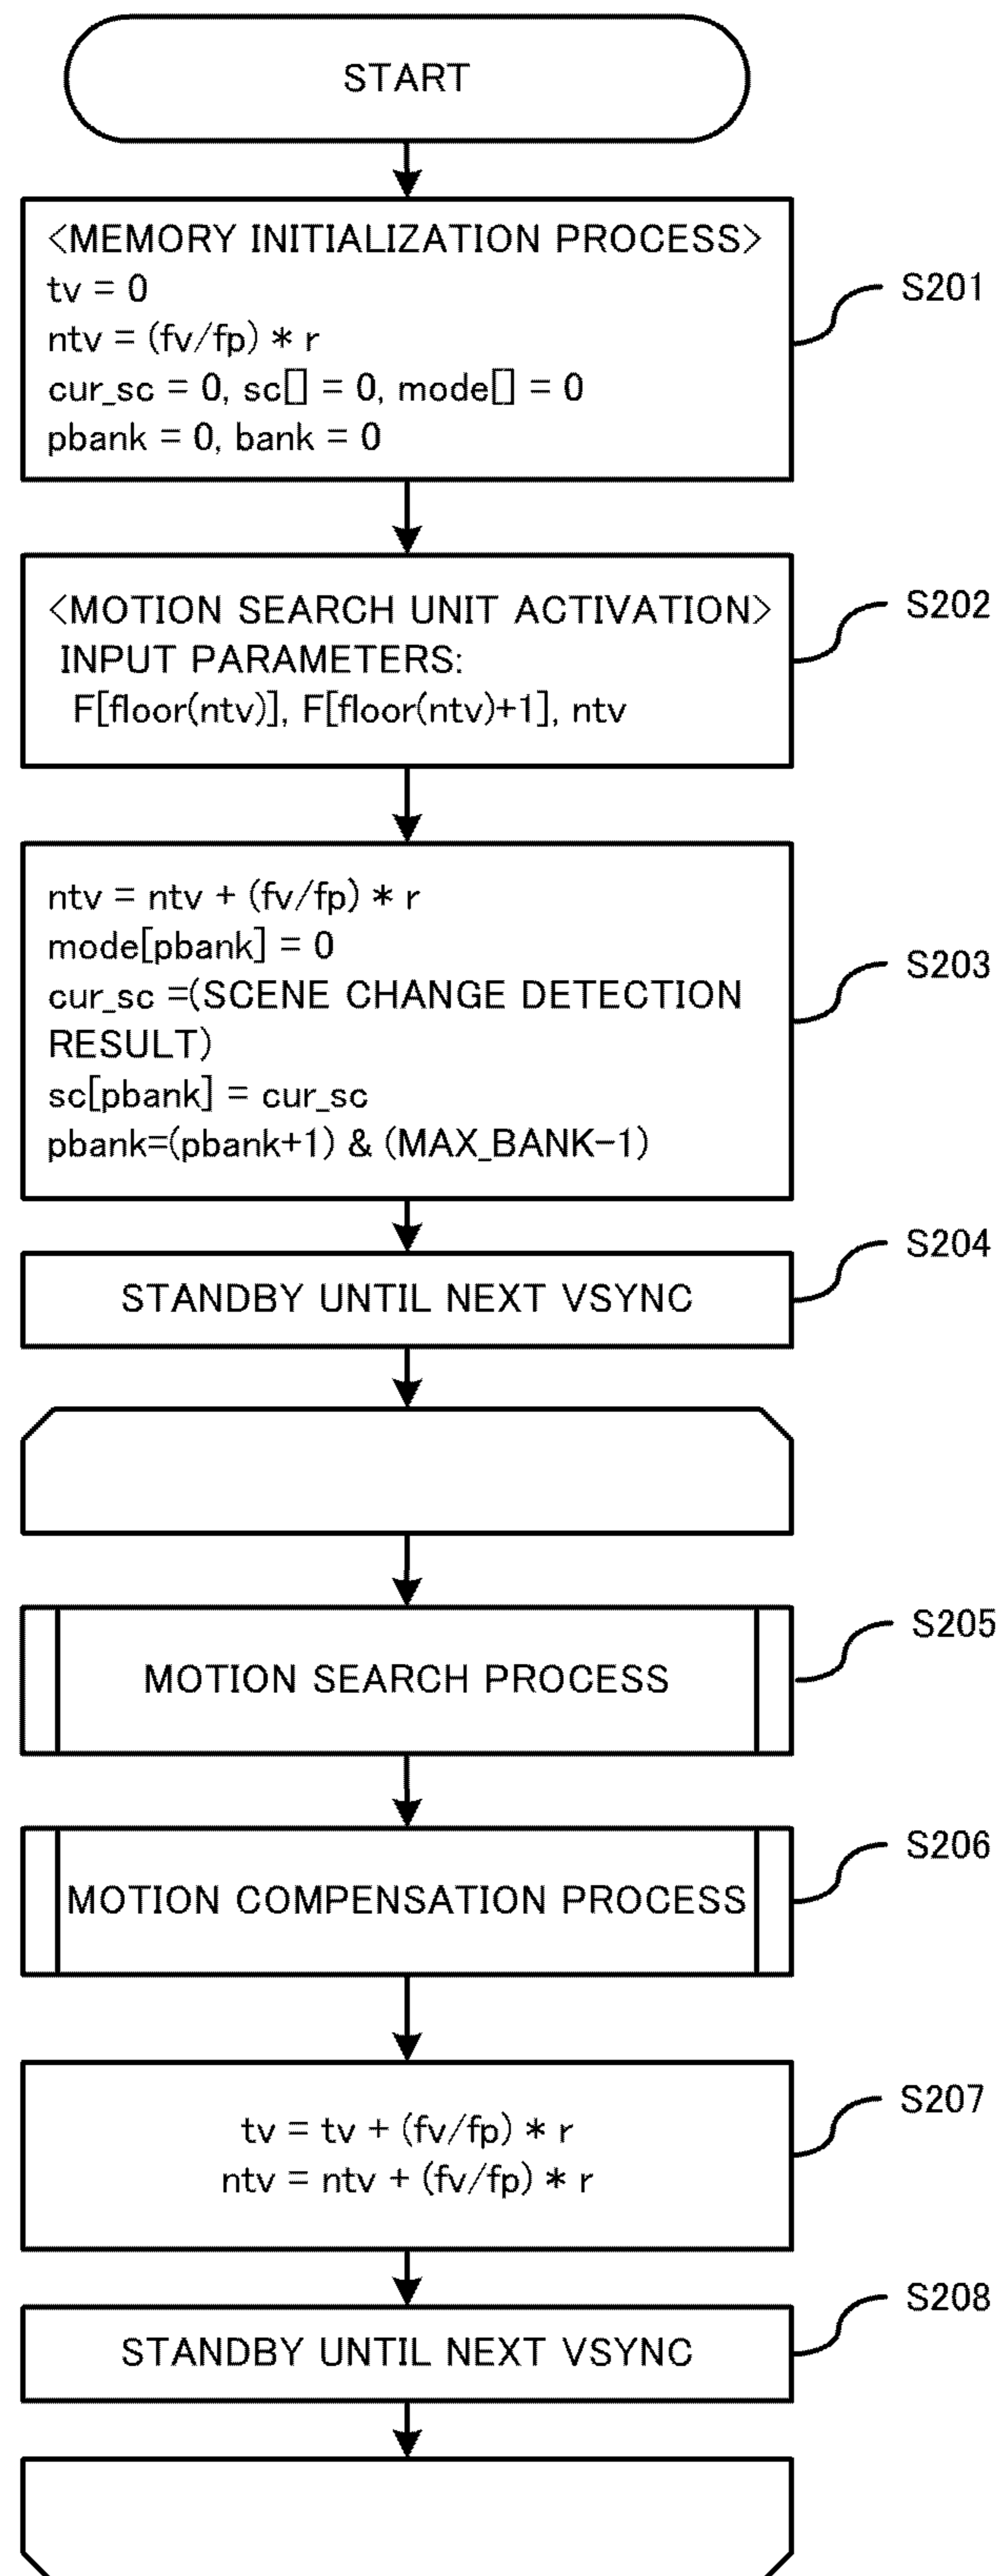 START
<MEMORY INITIALIZATION PROCESS>
tv = 0
ntv = (fv/fp) * r
cur_sc = 0, sc[] = 0, mode[] = 0
pbank = 0, bank = 0
S201
<MOTION SEARCH UNIT ACTIVATION>
INPUT PARAMETERS:
F[floor(ntv)], F[floor(ntv)+1], ntv
S202
ntv = ntv + (fv/fp) * r
mode[pbank] = 0
cur_sc =(SCENE CHANGE DETECTION
RESULT)
sc[pbank] = cur_sc
pbank=(pbank+1) & (MAX_BANK-1)
S203
STANDBY UNTIL NEXT VSYNC
S204
MOTION SEARCH PROCESS
S205
MOTION COMPENSATION PROCESS
S206
tv = tv + (fv/fp) * r
ntv = ntv + (fv/fp) * r
S207
STANDBY UNTIL NEXT VSYNC
S208